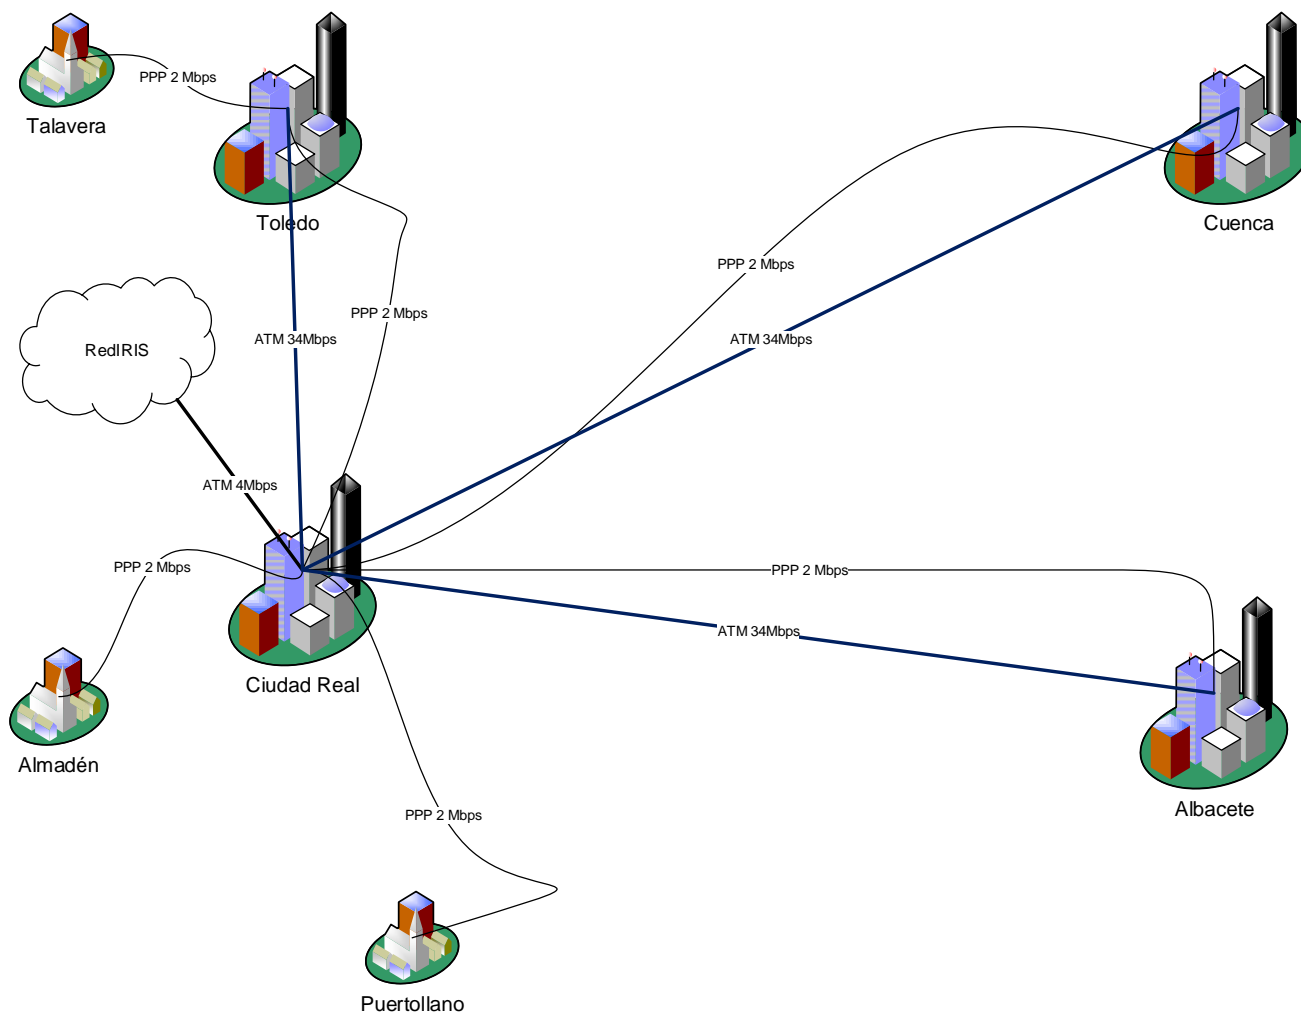 PPP 2 Mbps
Talavera
Toledo
Cuenca
PPP 2 Mbps
PPP 2 Mbps
ATM 34Mbps
ATM 34Mbps
RedIRIS
ATM 4Mbps
PPP 2 Mbps
PPP 2 Mbps
ATM 34Mbps
Ciudad Real
Almadén
Albacete
PPP 2 Mbps
Puertollano